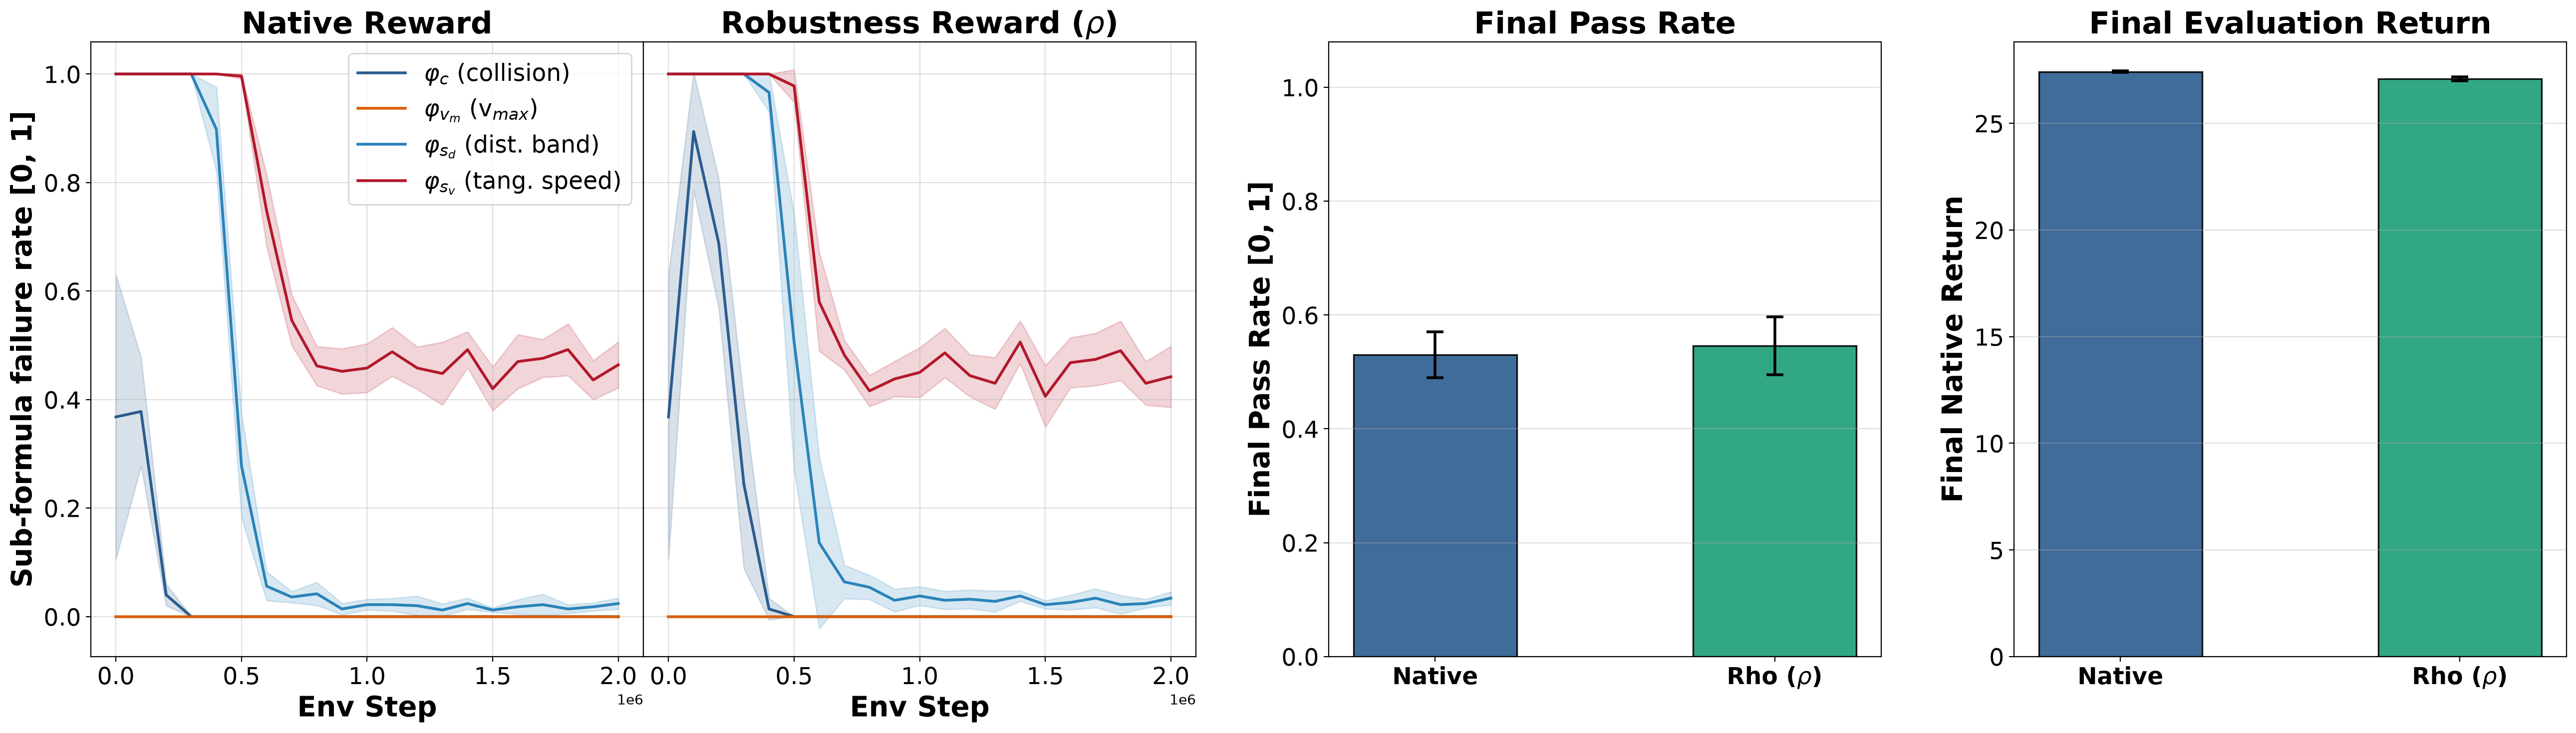 Native Reward
Robustness Reward (ρ)
Final Pass Rate
Final Evaluation Return
Sub-formula failure rate [0, 1]
1.0
0.8
0.6
0.4
0.2
0.0
φc (collision)
φvm (vmax)
φsd (dist. band)
φsv (tang. speed)
0.0 0.5 1.0 1.5 2.0
1e6
Env Step
0.0 0.5 1.0 1.5 2.0
1e6
Env Step
Final Pass Rate [0, 1]
1.0
0.8
0.6
0.4
0.2
0.0
Native Rho (ρ)
Final Native Return
25
20
15
10
5
0
Native Rho (ρ)